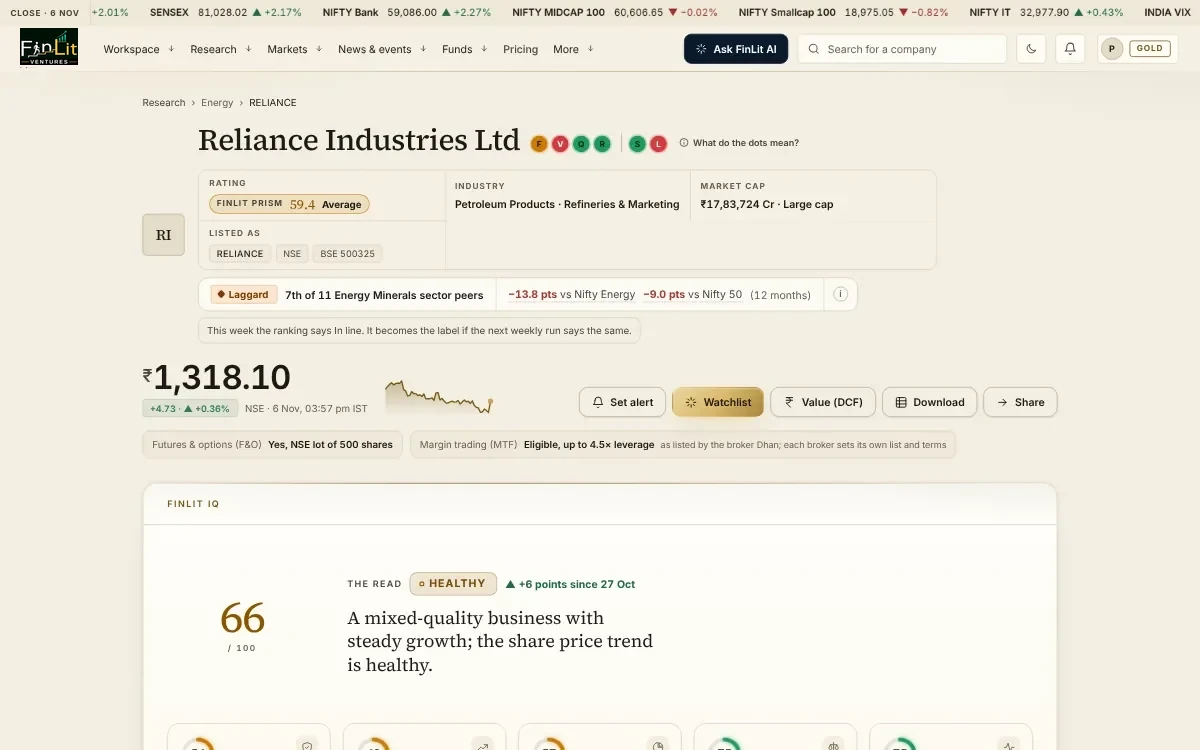 CLOSE · 6 NOV +2.01% SENSEX 81,028.02 ▲ +2.17% NIFTY Bank 59,086.00 ▲ +2.27% NIFTY MIDCAP 100 60,606.65 ▼ −0.02% NIFTY Smallcap 100 18,975.05 ▼ −0.82% NIFTY IT 32,977.90 ▲ +0.43% INDIA VIX
FinLit
VENTURES
Workspace Research Markets News & events Funds Pricing More Ask FinLit AI Search for a company P GOLD
Research › Energy › RELIANCE
Reliance Industries Ltd F V Q R S L What do the dots mean?
RATING
FINLIT PRISM 59.4 Average
INDUSTRY
Petroleum Products · Refineries & Marketing
MARKET CAP
₹17,83,724 Cr · Large cap
RI
LISTED AS
RELIANCE NSE BSE 500325
Laggard 7th of 11 Energy Minerals sector peers −13.8 pts vs Nifty Energy −9.0 pts vs Nifty 50 (12 months) i
This week the ranking says In line. It becomes the label if the next weekly run says the same.
₹1,318.10
+4.73 · ▲ +0.36% NSE · 6 Nov, 03:57 pm IST
Set alert Watchlist ₹ Value (DCF) Download Share
Futures & options (F&O) Yes, NSE lot of 500 shares Margin trading (MTF) Eligible, up to 4.5× leverage as listed by the broker Dhan; each broker sets its own list and terms
FINLIT IQ
66
/ 100
THE READ HEALTHY ▲ +6 points since 27 Oct
A mixed-quality business with
steady growth; the share price trend
is healthy.